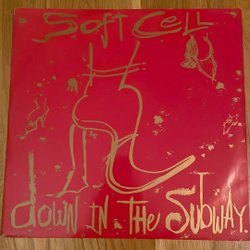 Soft CELL
down IN THE SUBWAY